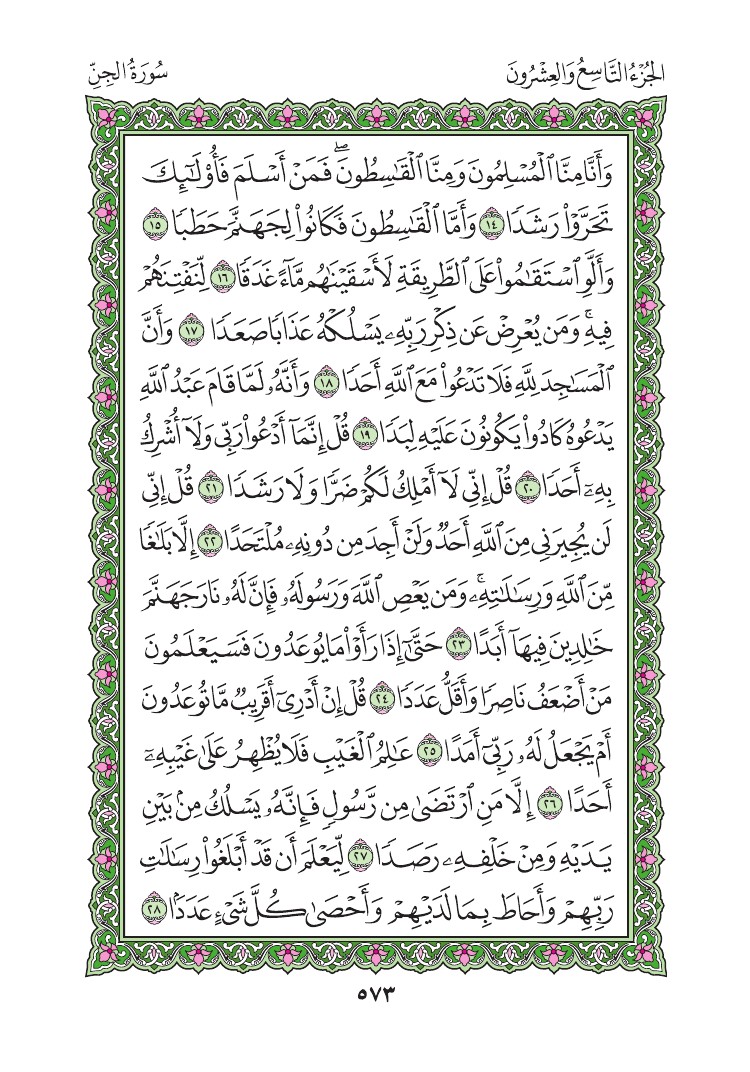 الجُزْءُ التَّاسِعُ وَالعِشْرُونَ
سُورَةُ الجِنِّ
وَأَنَّا مِنَّا ٱلْمُسْلِمُونَ وَمِنَّا ٱلْقَٰسِطُونَۖ فَمَنْ أَسْلَمَ فَأُو۟لَٰٓئِكَ
تَحَرَّوْا۟ رَشَدًا ١٤ وَأَمَّا ٱلْقَٰسِطُونَ فَكَانُوا۟ لِجَهَنَّمَ حَطَبًا ١٥
وَأَلَّوِ ٱسْتَقَٰمُوا۟ عَلَى ٱلطَّرِيقَةِ لَأَسْقَيْنَٰهُم مَّآءً غَدَقًا ١٦ لِّنَفْتِنَهُمْ
فِيهِۚ وَمَن يُعْرِضْ عَن ذِكْرِ رَبِّهِۦ يَسْلُكْهُ عَذَابًا صَعَدًا ١٧ وَأَنَّ
ٱلْمَسَٰجِدَ لِلَّهِ فَلَا تَدْعُوا۟ مَعَ ٱللَّهِ أَحَدًا ١٨ وَأَنَّهُۥ لَمَّا قَامَ عَبْدُ ٱللَّهِ
يَدْعُوهُ كَادُوا۟ يَكُونُونَ عَلَيْهِ لِبَدًا ١٩ قُلْ إِنَّمَآ أَدْعُوا۟ رَبِّى وَلَآ أُشْرِكُ
بِهِۦٓ أَحَدًا ٢٠ قُلْ إِنِّى لَآ أَمْلِكُ لَكُمْ ضَرًّا وَلَا رَشَدًا ٢١ قُلْ إِنِّى
لَن يُجِيرَنِى مِنَ ٱللَّهِ أَحَدٌ وَلَنْ أَجِدَ مِن دُونِهِۦ مُلْتَحَدًا ٢٢ إِلَّا بَلَٰغًا
مِّنَ ٱللَّهِ وَرِسَٰلَٰتِهِۦۚ وَمَن يَعْصِ ٱللَّهَ وَرَسُولَهُۥ فَإِنَّ لَهُۥ نَارَ جَهَنَّمَ
خَٰلِدِينَ فِيهَآ أَبَدًا ٢٣ حَتَّىٰٓ إِذَا رَأَوْا۟ مَا يُوعَدُونَ فَسَيَعْلَمُونَ
مَنْ أَضْعَفُ نَاصِرًا وَأَقَلُّ عَدَدًا ٢٤ قُلْ إِنْ أَدْرِىٓ أَقَرِيبٌ مَّا تُوعَدُونَ
أَمْ يَجْعَلُ لَهُۥ رَبِّىٓ أَمَدًا ٢٥ عَٰلِمُ ٱلْغَيْبِ فَلَا يُظْهِرُ عَلَىٰ غَيْبِهِۦٓ
أَحَدًا ٢٦ إِلَّا مَنِ ٱرْتَضَىٰ مِن رَّسُولٍ فَإِنَّهُۥ يَسْلُكُ مِنۢ بَيْنِ
يَدَيْهِ وَمِنْ خَلْفِهِۦ رَصَدًا ٢٧ لِّيَعْلَمَ أَن قَدْ أَبْلَغُوا۟ رِسَٰلَٰتِ
رَبِّهِمْ وَأَحَاطَ بِمَا لَدَيْهِمْ وَأَحْصَىٰ كُلَّ شَىْءٍ عَدَدًۢا ٢٨
٥٧٣